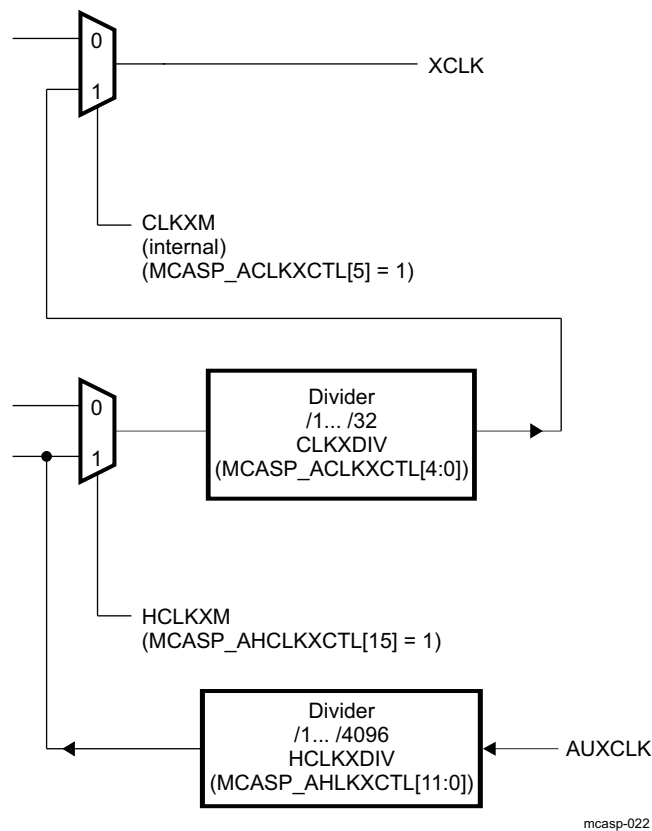 0
XCLK
1
CLKXM
(internal)
(MCASP_ACLKXCTL[5] = 1)
Divider
/1... /32
CLKXDIV
(MCASP_ACLKXCTL[4:0])
0
1
HCLKXM
(MCASP_AHCLKXCTL[15] = 1)
Divider
/1... /4096
HCLKXDIV
(MCASP_AHLKXCTL[11:0])
AUXCLK
mcasp-022